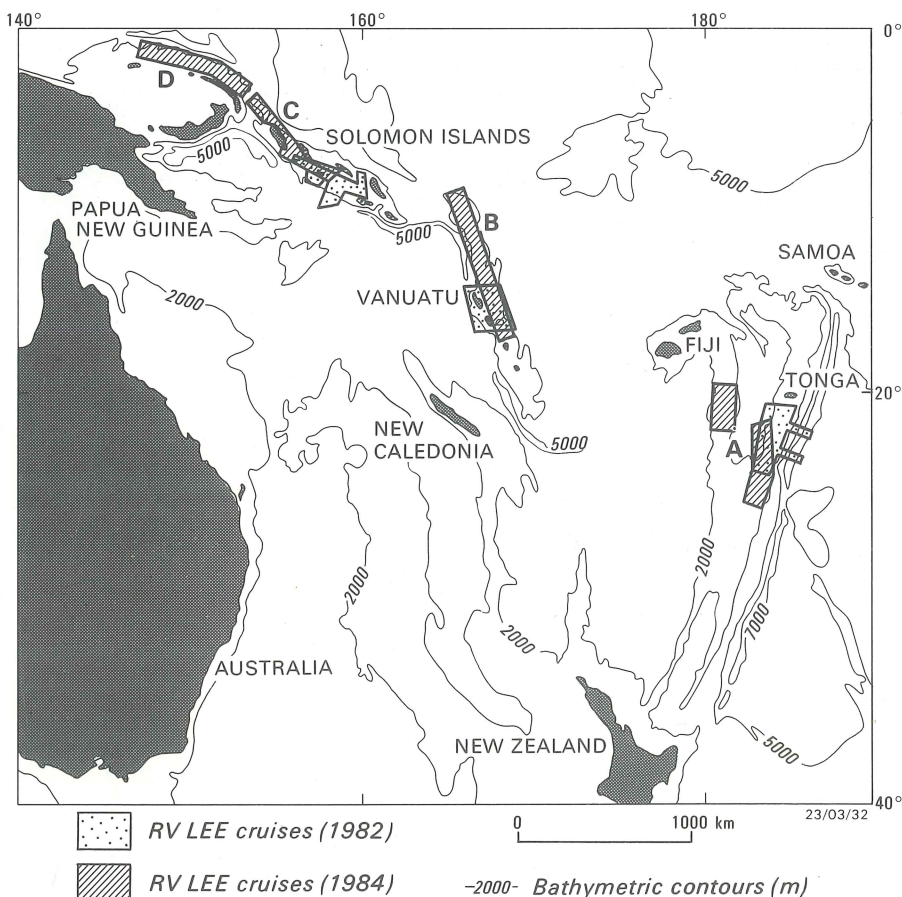 140° 160° 180°
0°
D
C
SOLOMON ISLANDS
5000
5000
B
PAPUA
NEW GUINEA
5000
SAMOA
2000
VANUATU
FIJI
TONGA
20°
NEW
CALEDONIA
5000
A
2000
2000
7000
2000
AUSTRALIA
NEW ZEALAND
5000
40°
23/03/32
RV LEE cruises (1982)
0 1000 km
RV LEE cruises (1984)
-2000- Bathymetric contours (m)